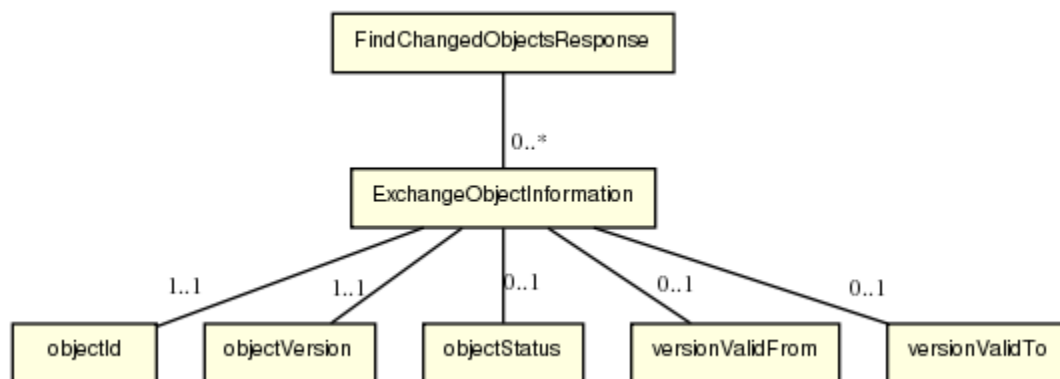 FindChangedObjectsResponse
0..*
ExchangeObjectInformation
1..1
1..1
0..1
0..1
0..1
objectId
objectVersion
objectStatus
versionValidFrom
versionValidTo